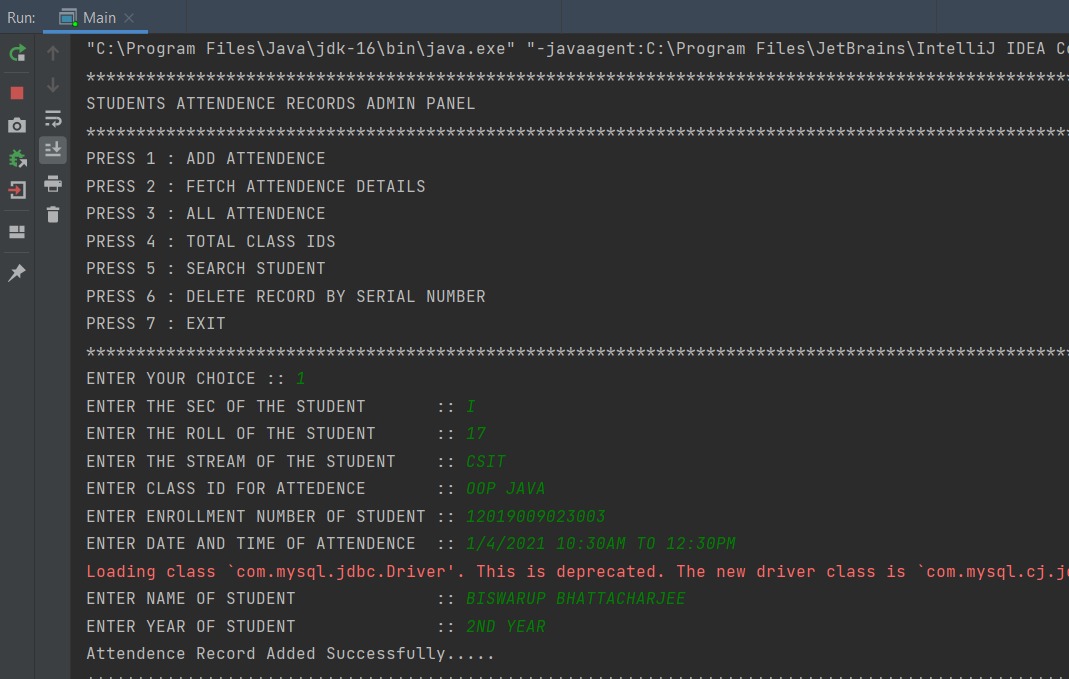 Run: Main
"C:\Program Files\Java\jdk-16\bin\java.exe" "-javaagent:C:\Program Files\JetBrains\IntelliJ IDEA
***************************************************************************************************
STUDENTS ATTENDENCE RECORDS ADMIN PANEL
***************************************************************************************************
PRESS 1 : ADD ATTENDENCE
PRESS 2 : FETCH ATTENDENCE DETAILS
PRESS 3 : ALL ATTENDENCE
PRESS 4 : TOTAL CLASS IDS
PRESS 5 : SEARCH STUDENT
PRESS 6 : DELETE RECORD BY SERIAL NUMBER
PRESS 7 : EXIT
***************************************************************************************************
ENTER YOUR CHOICE :: 1
ENTER THE SEC OF THE STUDENT :: I
ENTER THE ROLL OF THE STUDENT :: 17
ENTER THE STREAM OF THE STUDENT :: CSIT
ENTER CLASS ID FOR ATTEDENCE :: OOP JAVA
ENTER ENROLLMENT NUMBER OF STUDENT :: 12019009023003
ENTER DATE AND TIME OF ATTENDENCE :: 1/4/2021 10:30AM TO 12:30PM
Loading class `com.mysql.jdbc.Driver'. This is deprecated. The new driver class is `com.mysql.cj.j
ENTER NAME OF STUDENT :: BISWARUP BHATTACHARJEE
ENTER YEAR OF STUDENT :: 2ND YEAR
Attendence Record Added Successfully.....